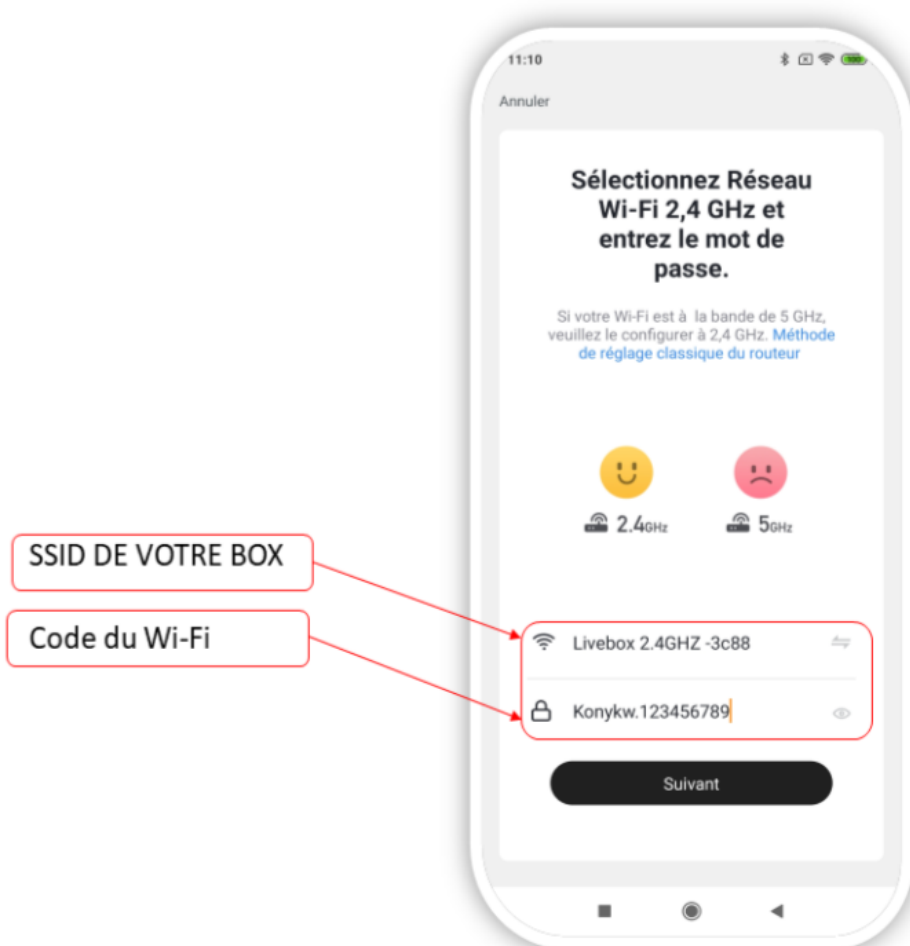 11:10
100
Annuler
Sélectionnez Réseau
Wi-Fi 2,4 GHz et
entrez le mot de
passe.
Si votre Wi-Fi est à la bande de 5 GHz,
veuillez le configurer à 2,4 GHz. Méthode
de réglage classique du routeur
2.4GHz
5GHz
SSID DE VOTRE BOX
Livebox 2.4GHZ -3c88
Code du Wi-Fi
Konykw.123456789
Suivant